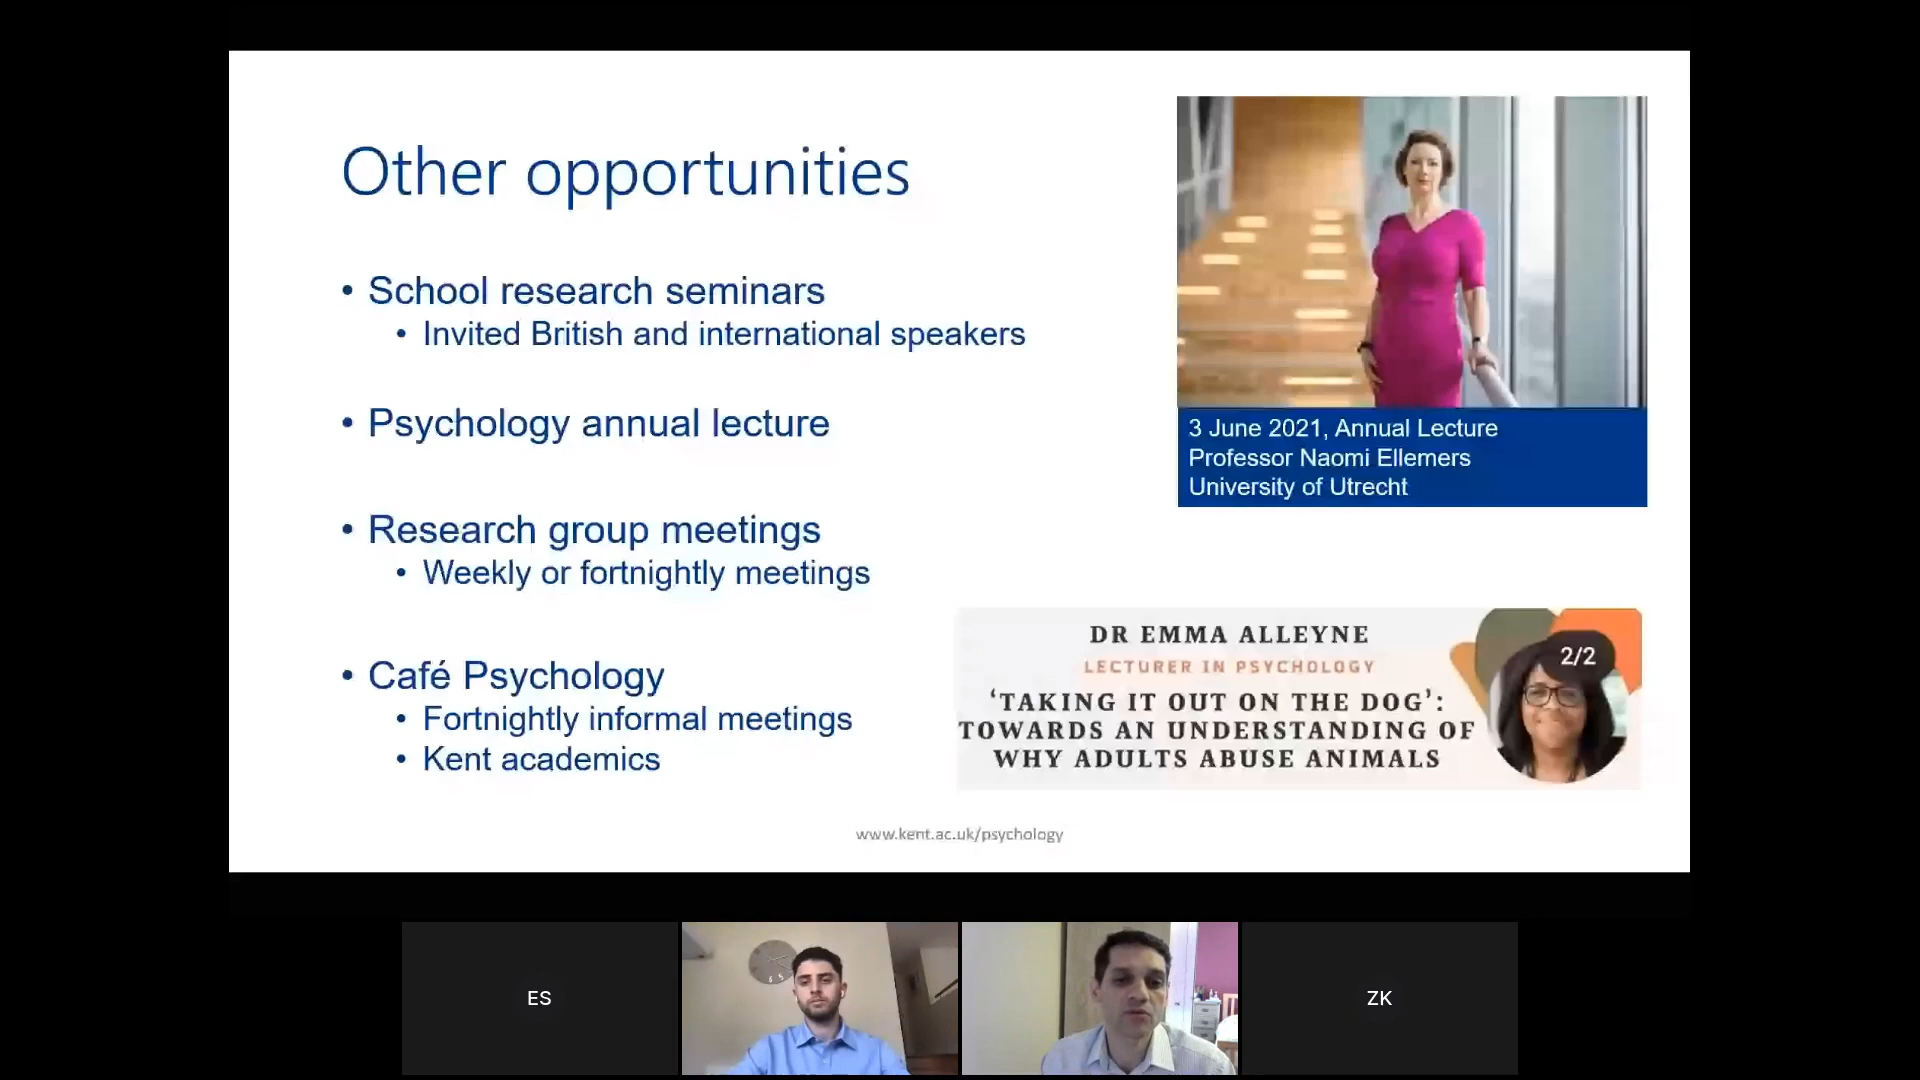 Other opportunities
• School research seminars
• Invited British and international speakers
• Psychology annual lecture
• Research group meetings
• Weekly or fortnightly meetings
• Café Psychology
• Fortnightly informal meetings
• Kent academics
3 June 2021, Annual Lecture
Professor Naomi Ellemers
University of Utrecht
DR EMMA ALLEYNE
LECTURER IN PSYCHOLOGY
‘TAKING IT OUT ON THE DOG’:
TOWARDS AN UNDERSTANDING OF
WHY ADULTS ABUSE ANIMALS
2/2
www.kent.ac.uk/psychology
ES
ZK